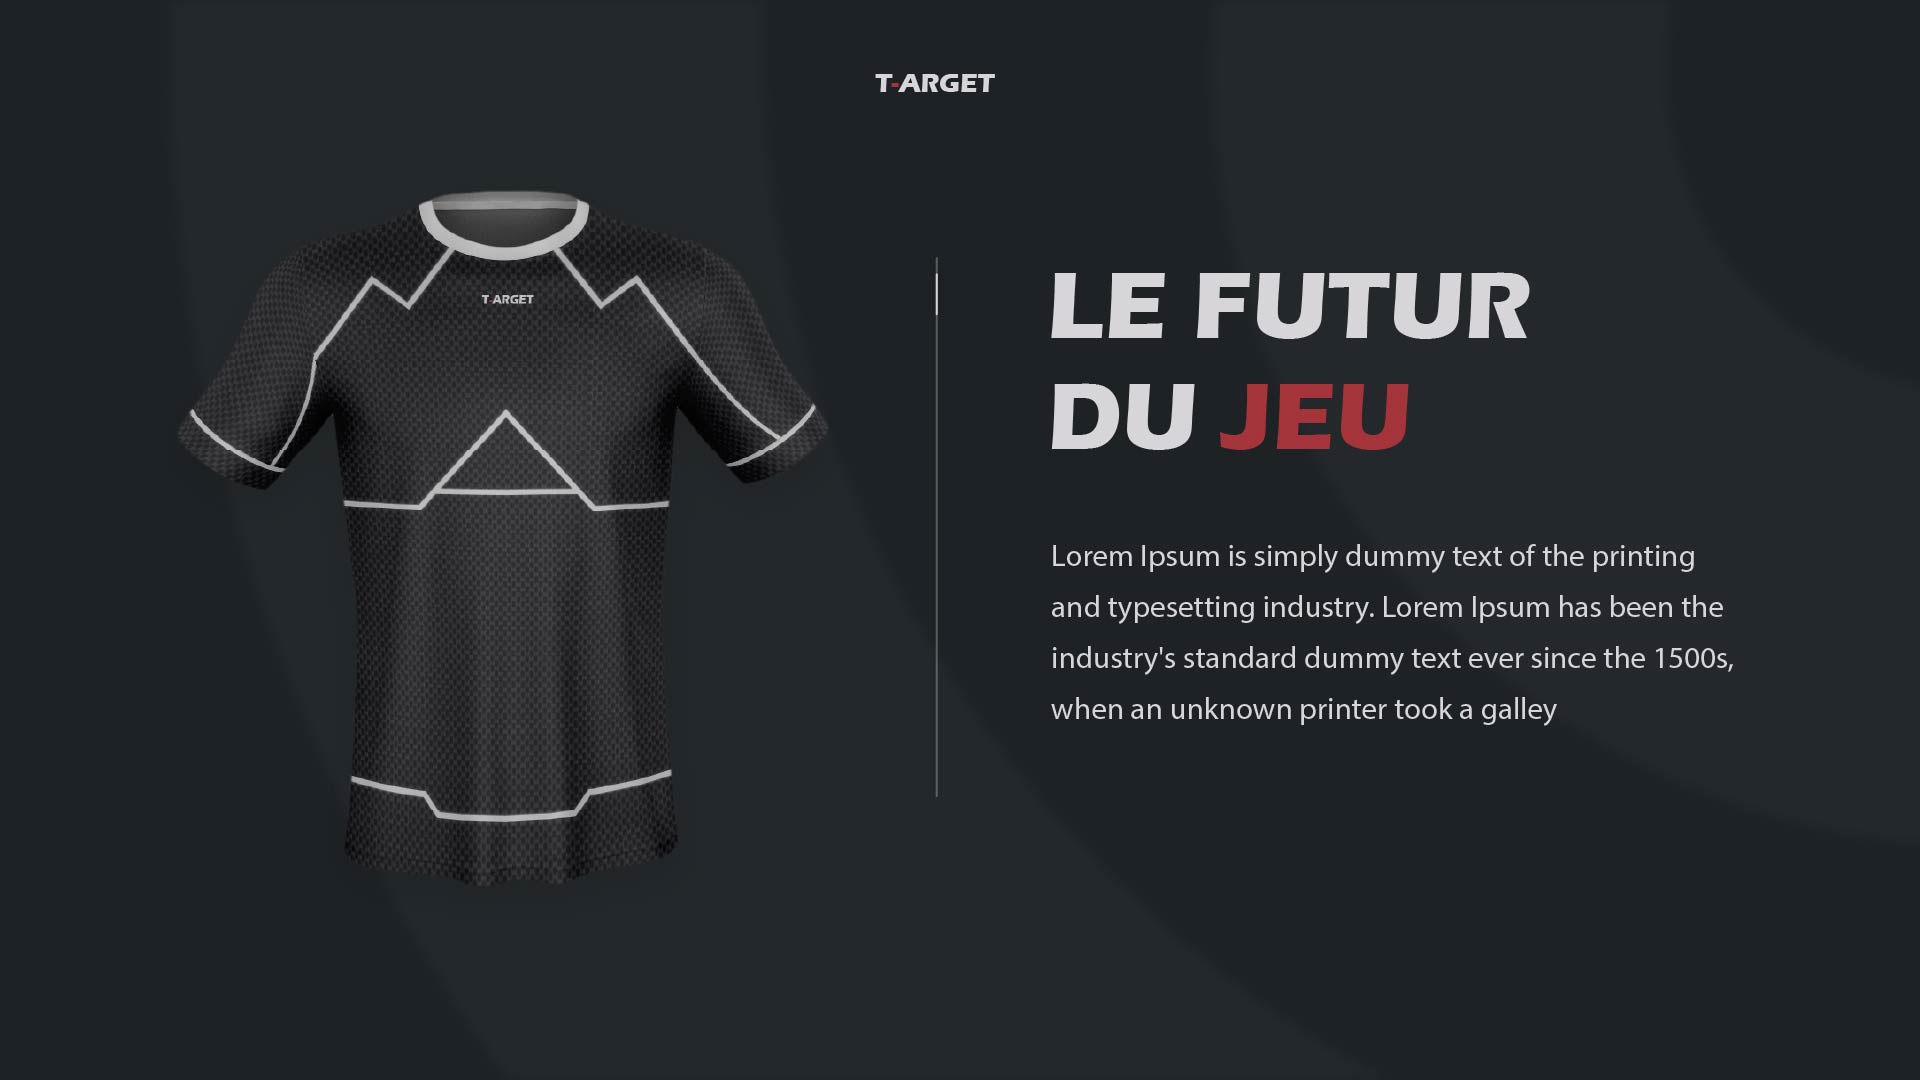 T-ARGET
T-ARGET
LE FUTUR
DU JEU
Lorem Ipsum is simply dummy text of the printing
and typesetting industry. Lorem Ipsum has been the
industry's standard dummy text ever since the 1500s,
when an unknown printer took a galley